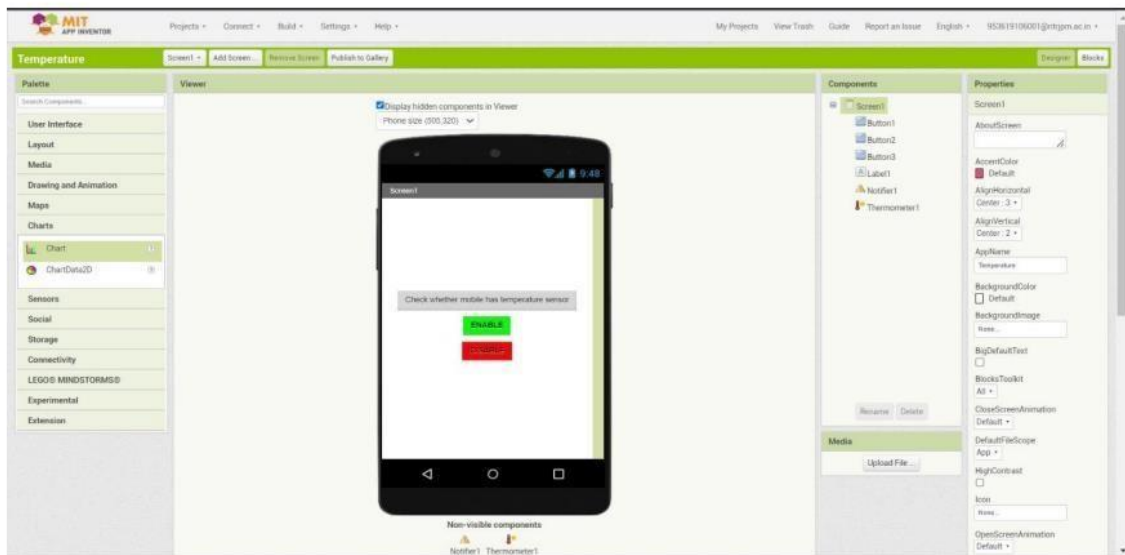 MIT
APP INVENTOR
Projects Connect Build Settings Help
My Projects View Trash Guide Report an Issue English
Temperature
Screen1 Add Screen ... Remove Screen Publish to Gallery
Designer Blocks
Palette
Search Components...
User Interface
Layout
Media
Drawing and Animation
Maps
Charts
Chart
ChartData2D
Sensors
Social
Storage
Connectivity
LEGO® MINDSTORMS®
Experimental
Extension
Viewer
Display hidden components in Viewer
Phone size (505,320)
9:48
Screen1
Check whether mobile has temperature sensor
ENABLE
Non-visible components
Notifier1 Thermometer1
Components
Screen1
Button1
Button2
Button3
Label1
Notifier1
Thermometer1
Rename Delete
Media
Upload File ...
Properties
Screen1
AboutScreen
AccentColor
Default
AlignHorizontal
Center : 3
AlignVertical
Center : 2
AppName
Temperature
BackgroundColor
Default
BackgroundImage
None...
BigDefaultText
BlocksToolkit
All
CloseScreenAnimation
Default
DefaultFileScope
App
HighContrast
Icon
None...
OpenScreenAnimation
Default